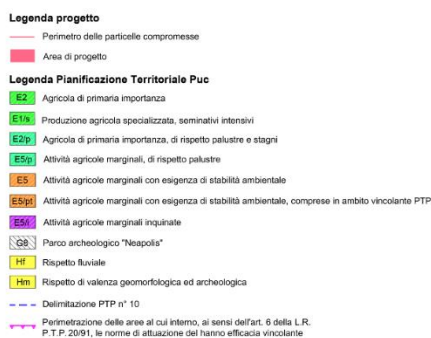 Legenda progetto
Perimetro delle particelle compromesse
Area di progetto
Legenda Pianificazione Territoriale Puc
E2 Agricola di primaria importanza
E1/s Produzione agricola specializzata, seminativi intensivi
E2/p Agricola di primaria importanza, di rispetto palustre e stagni
E5/p Attività agricole marginali, di rispetto palustre
E5 Attività agricole marginali con esigenza di stabilità ambientale
E5/pt Attività agricole marginali con esigenza di stabilità ambientale, comprese in ambito vincolante PTP
E5/i Attività agricole marginali inquinate
G8 Parco archeologico "Neapolis"
Hf Rispetto fluviale
Hm Rispetto di valenza geomorfologica ed archeologica
Delimitazione PTP n° 10
Perimetrazione delle aree al cui interno, ai sensi dell'art. 6 della L.R.
P.T.P. 20/91, le norme di attuazione del hanno efficacia vincolante